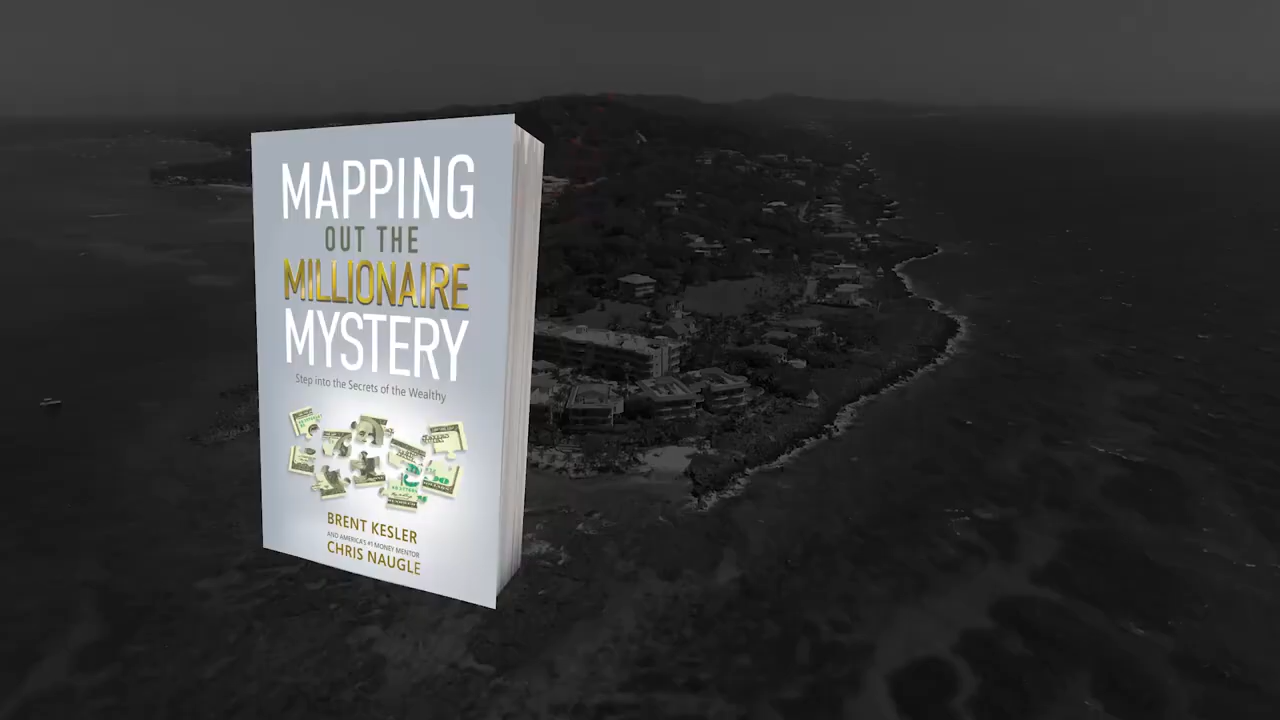 MAPPING
OUT THE
MILLIONAIRE
MYSTERY
Step into the Secrets of the Wealthy
BRENT KESLER
AND AMERICA'S #1 MONEY MENTOR
CHRIS NAUGLE